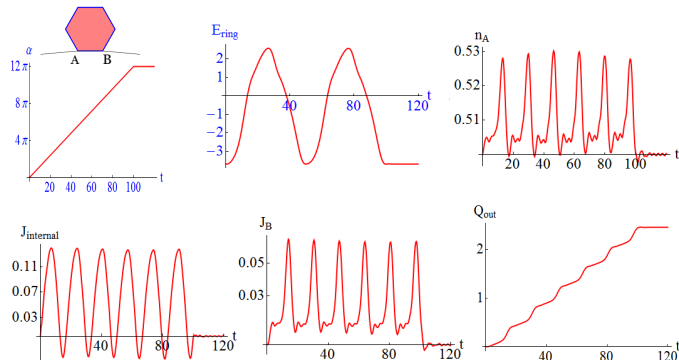 α
A B
12 π
8 π
4 π
20 40 60 80 100 t
E_ring
2
1
−1
−2
−3
40 80 120 t
n_A
0.53
0.52
0.51
20 40 60 80 100 t
J_internal
0.11
0.07
0.03
40 80 120 t
J_B
0.05
0.03
40 80 120 t
Q_out
2
1
40 80 120 t